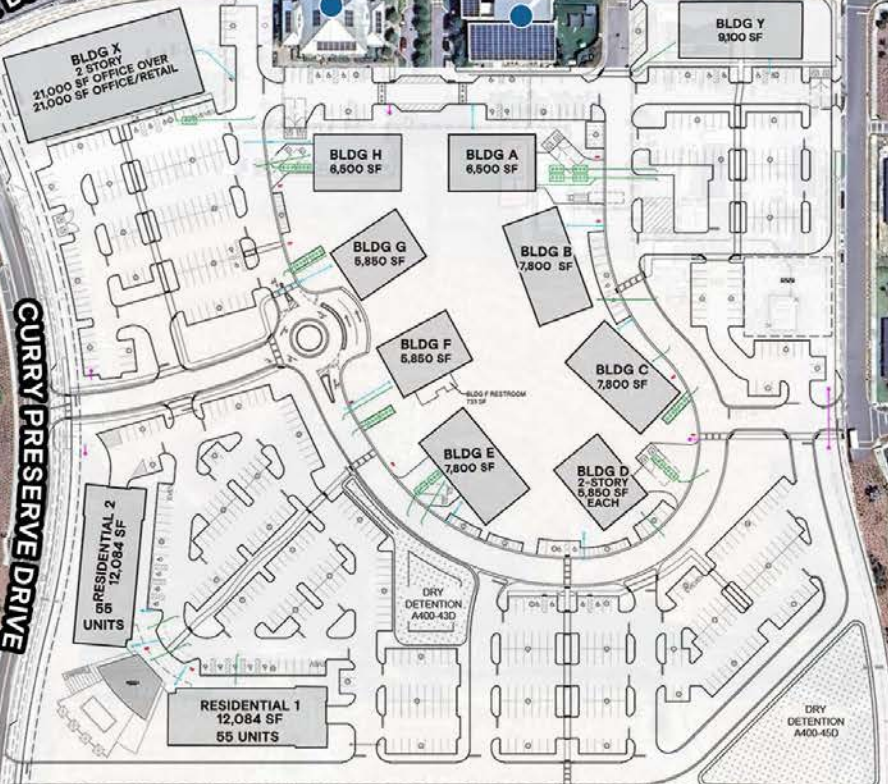 BLDG X
2 STORY
21,000 SF OFFICE OVER
21,000 SF OFFICE/RETAIL
BLDG Y
9,100 SF
BLDG H
6,500 SF
BLDG A
6,500 SF
BLDG G
5,850 SF
BLDG B
7,800 SF
BLDG F
5,850 SF
BLDG F RESTROOM
733 SF
BLDG C
7,800 SF
BLDG E
7,800 SF
BLDG D
2-STORY
5,850 SF
EACH
CURRY PRESERVE DRIVE
RESIDENTIAL 2
12,084 SF
55
UNITS
DRY
DETENTION
A400-43D
RESIDENTIAL 1
12,084 SF
55 UNITS
DRY
DETENTION
A400-45D